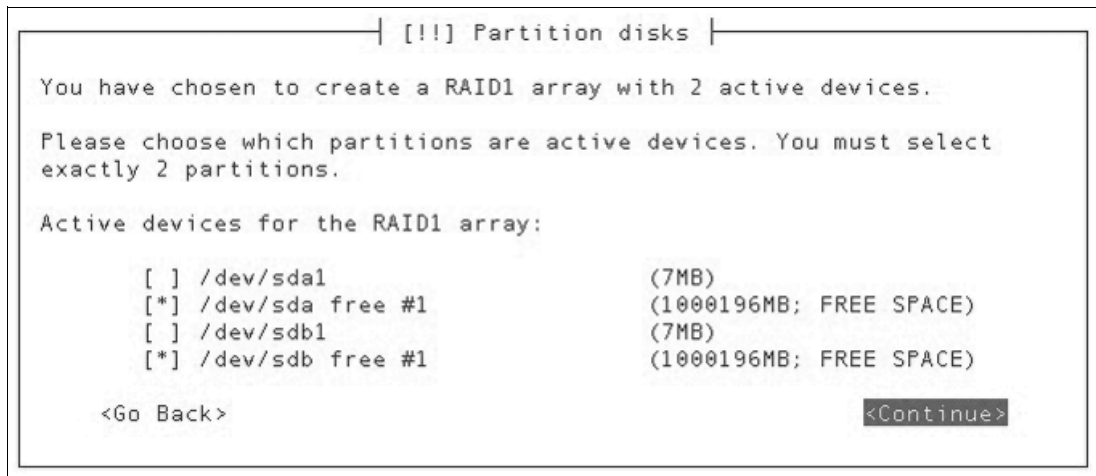 [!!] Partition disks
You have chosen to create a RAID1 array with 2 active devices.
Please choose which partitions are active devices. You must select
exactly 2 partitions.
Active devices for the RAID1 array:
[ ] /dev/sda1 (7MB)
[*] /dev/sda free #1 (1000196MB; FREE SPACE)
[ ] /dev/sdb1 (7MB)
[*] /dev/sdb free #1 (1000196MB; FREE SPACE)
<Go Back> <Continue>